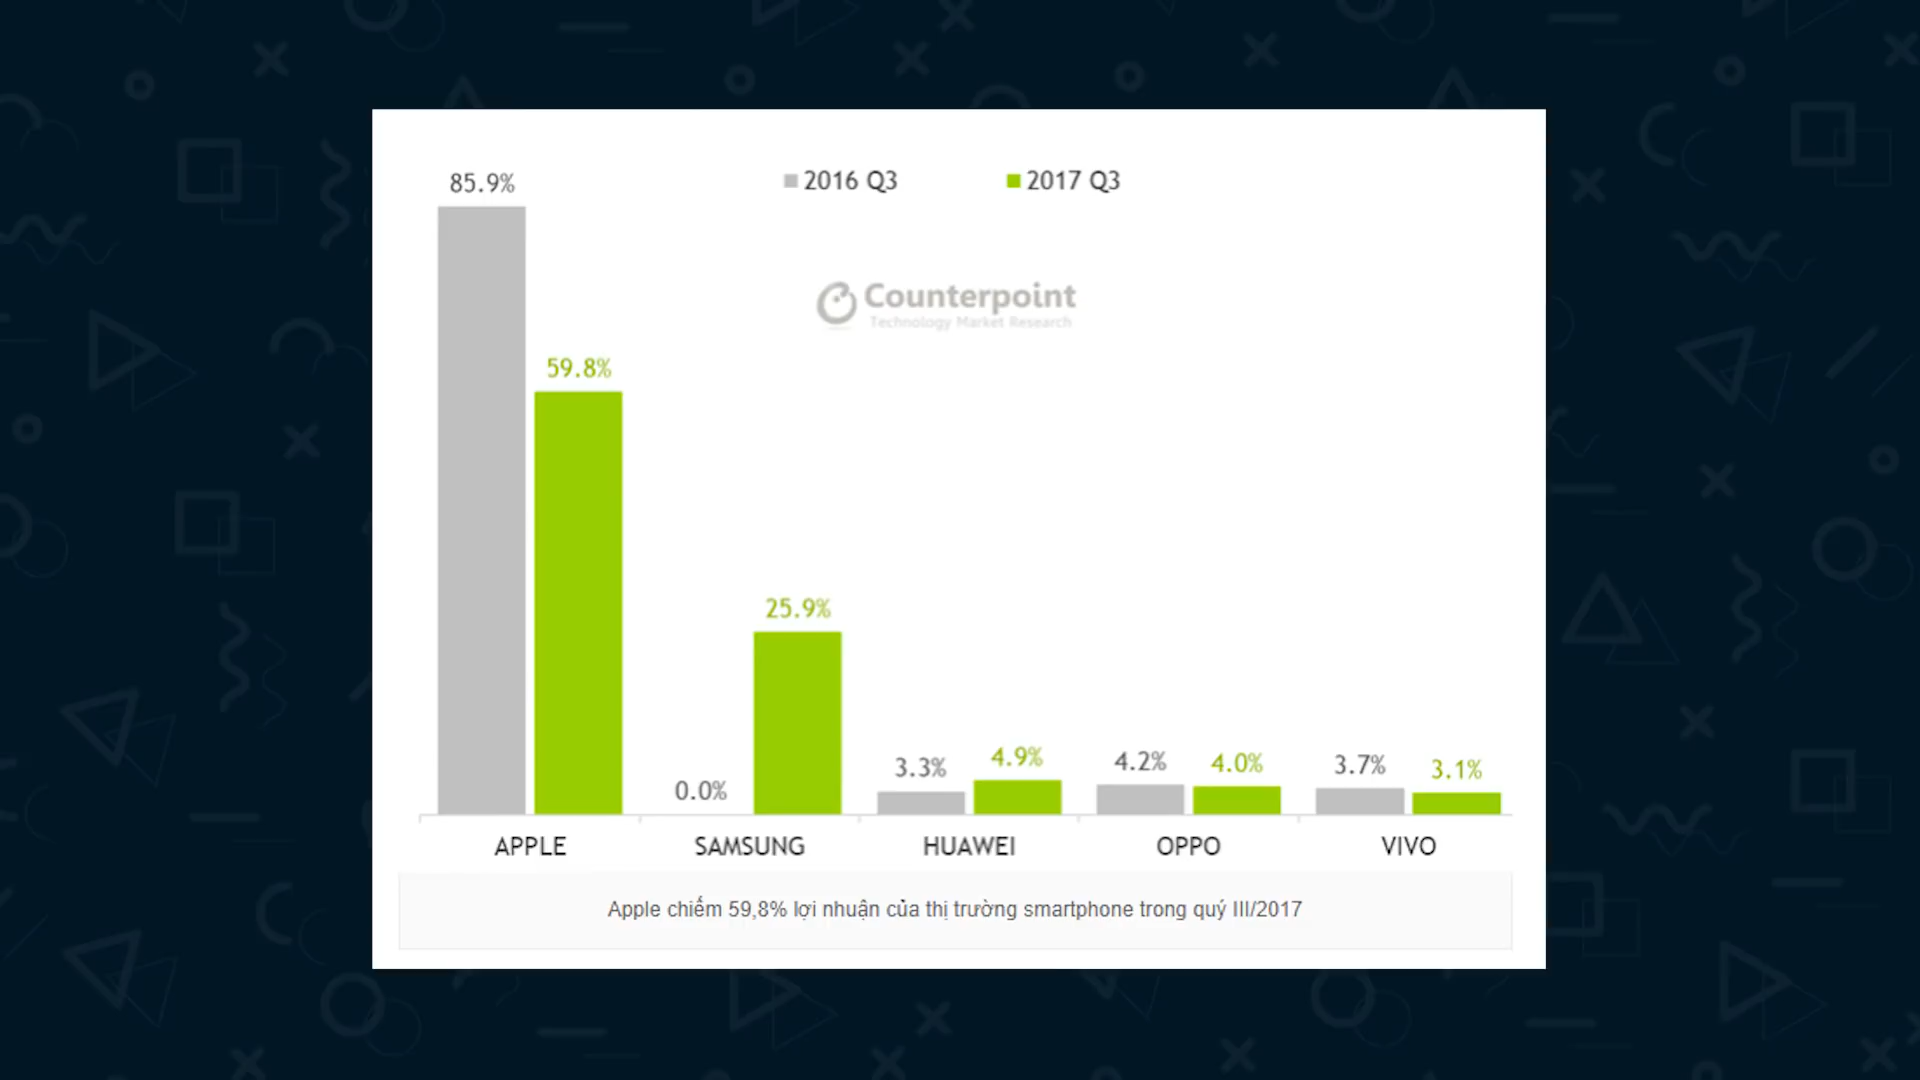 85.9%
2016 Q3
2017 Q3
Counterpoint
Technology Market Research
59.8%
25.9%
0.0%
3.3%
4.9%
4.2%
4.0%
3.7%
3.1%
APPLE
SAMSUNG
HUAWEI
OPPO
VIVO
Apple chiếm 59,8% lợi nhuận của thị trường smartphone trong quý III/2017